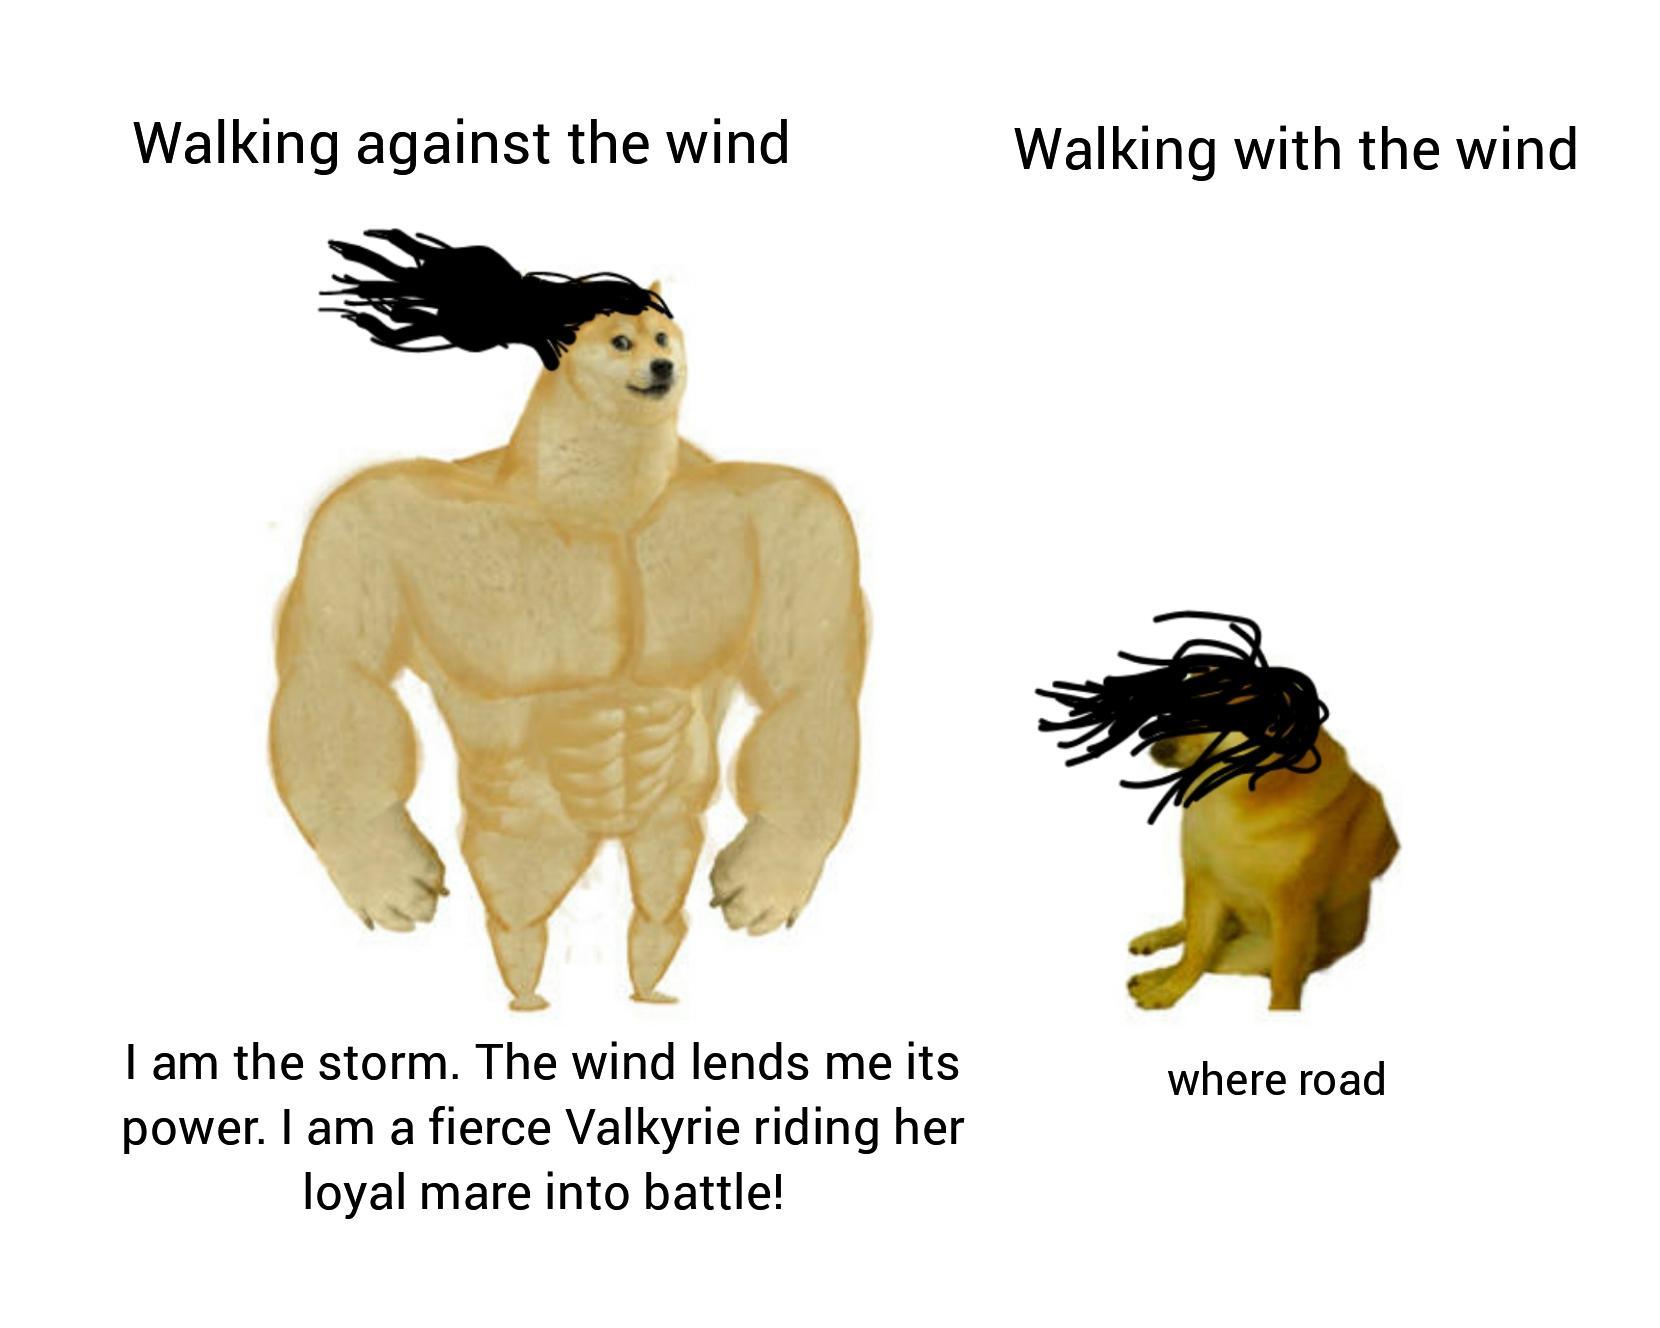 Walking against the wind
Walking with the wind
I am the storm. The wind lends me its
power. I am a fierce Valkyrie riding her
loyal mare into battle!
where road